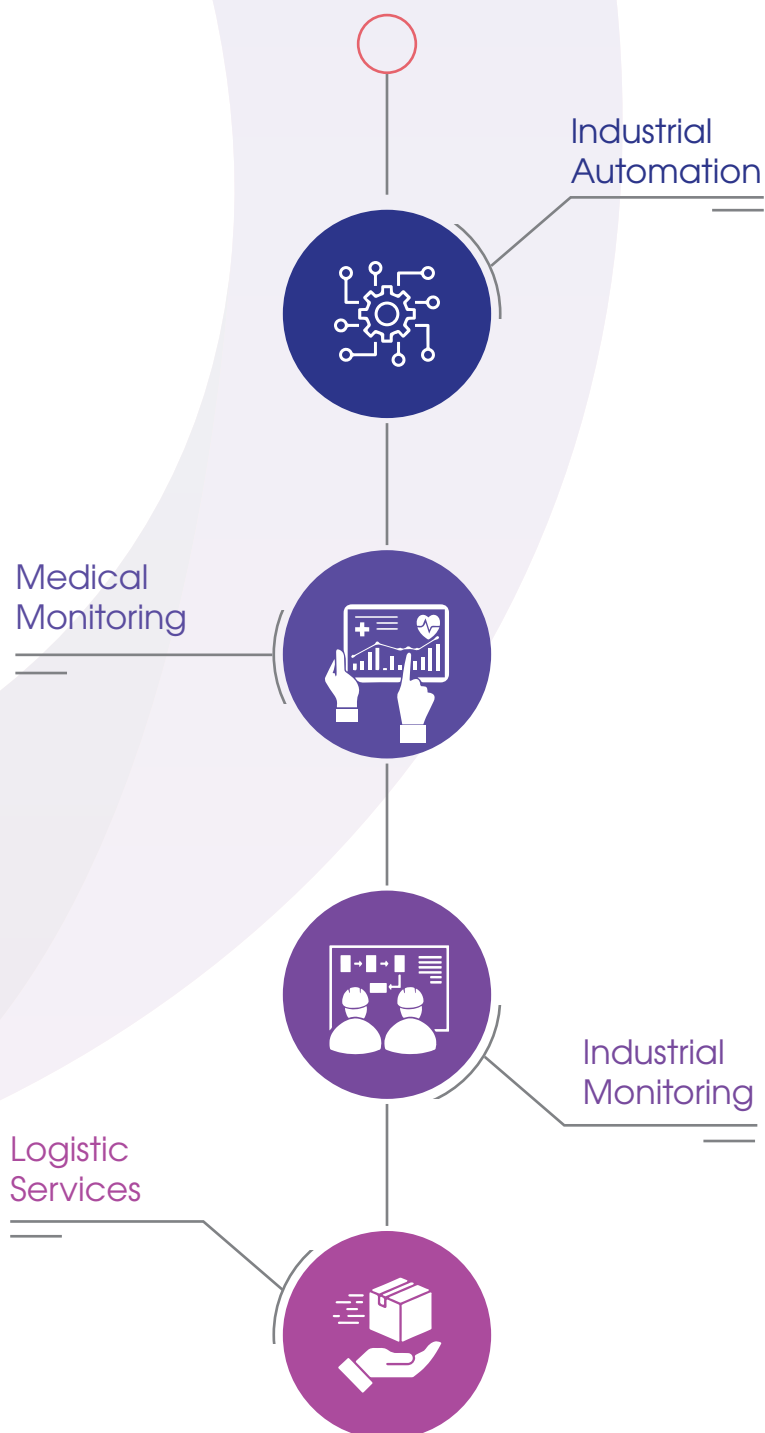 Industrial
Automation
Medical
Monitoring
Industrial
Monitoring
Logistic
Services